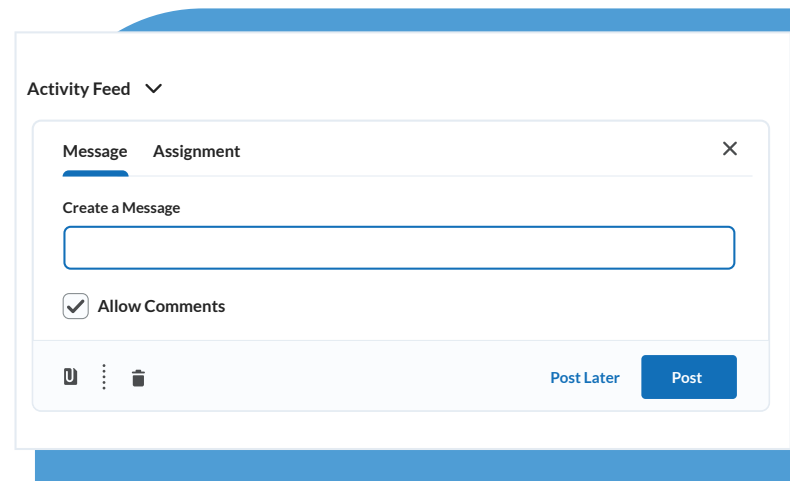 Activity Feed
Message Assignment
Create a Message
Allow Comments
Post Later Post